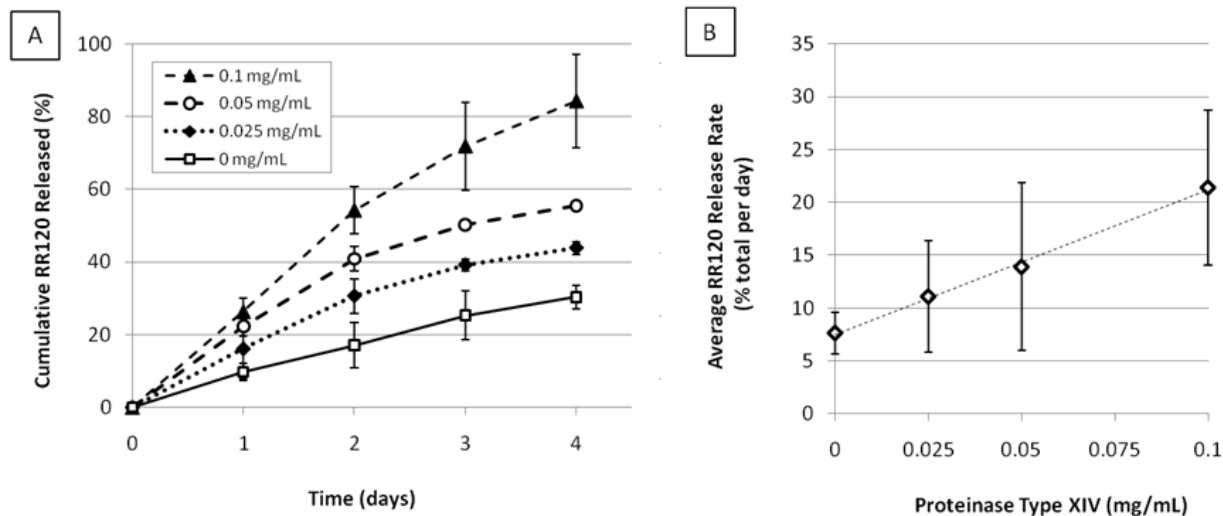 A
Cumulative RR120 Released (%)
100
80
60
40
20
0
0.1 mg/mL
0.05 mg/mL
0.025 mg/mL
0 mg/mL
0 1 2 3 4
Time (days)
B
Average RR120 Release Rate
(% total per day)
35
30
25
20
15
10
5
0
0 0.025 0.05 0.075 0.1
Proteinase Type XIV (mg/mL)